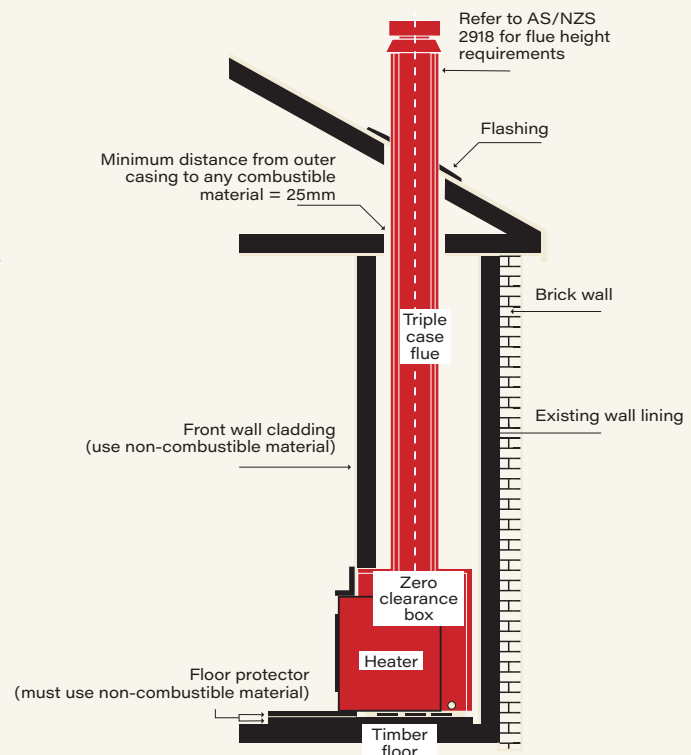 Refer to AS/NZS
2918 for flue height
requirements
Flashing
Minimum distance from outer
casing to any combustible
material = 25mm
Brick wall
Triple
case
flue
Existing wall lining
Front wall cladding
(use non-combustible material)
Zero
clearance
box
Heater
Floor protector
(must use non-combustible material)
Timber
floor